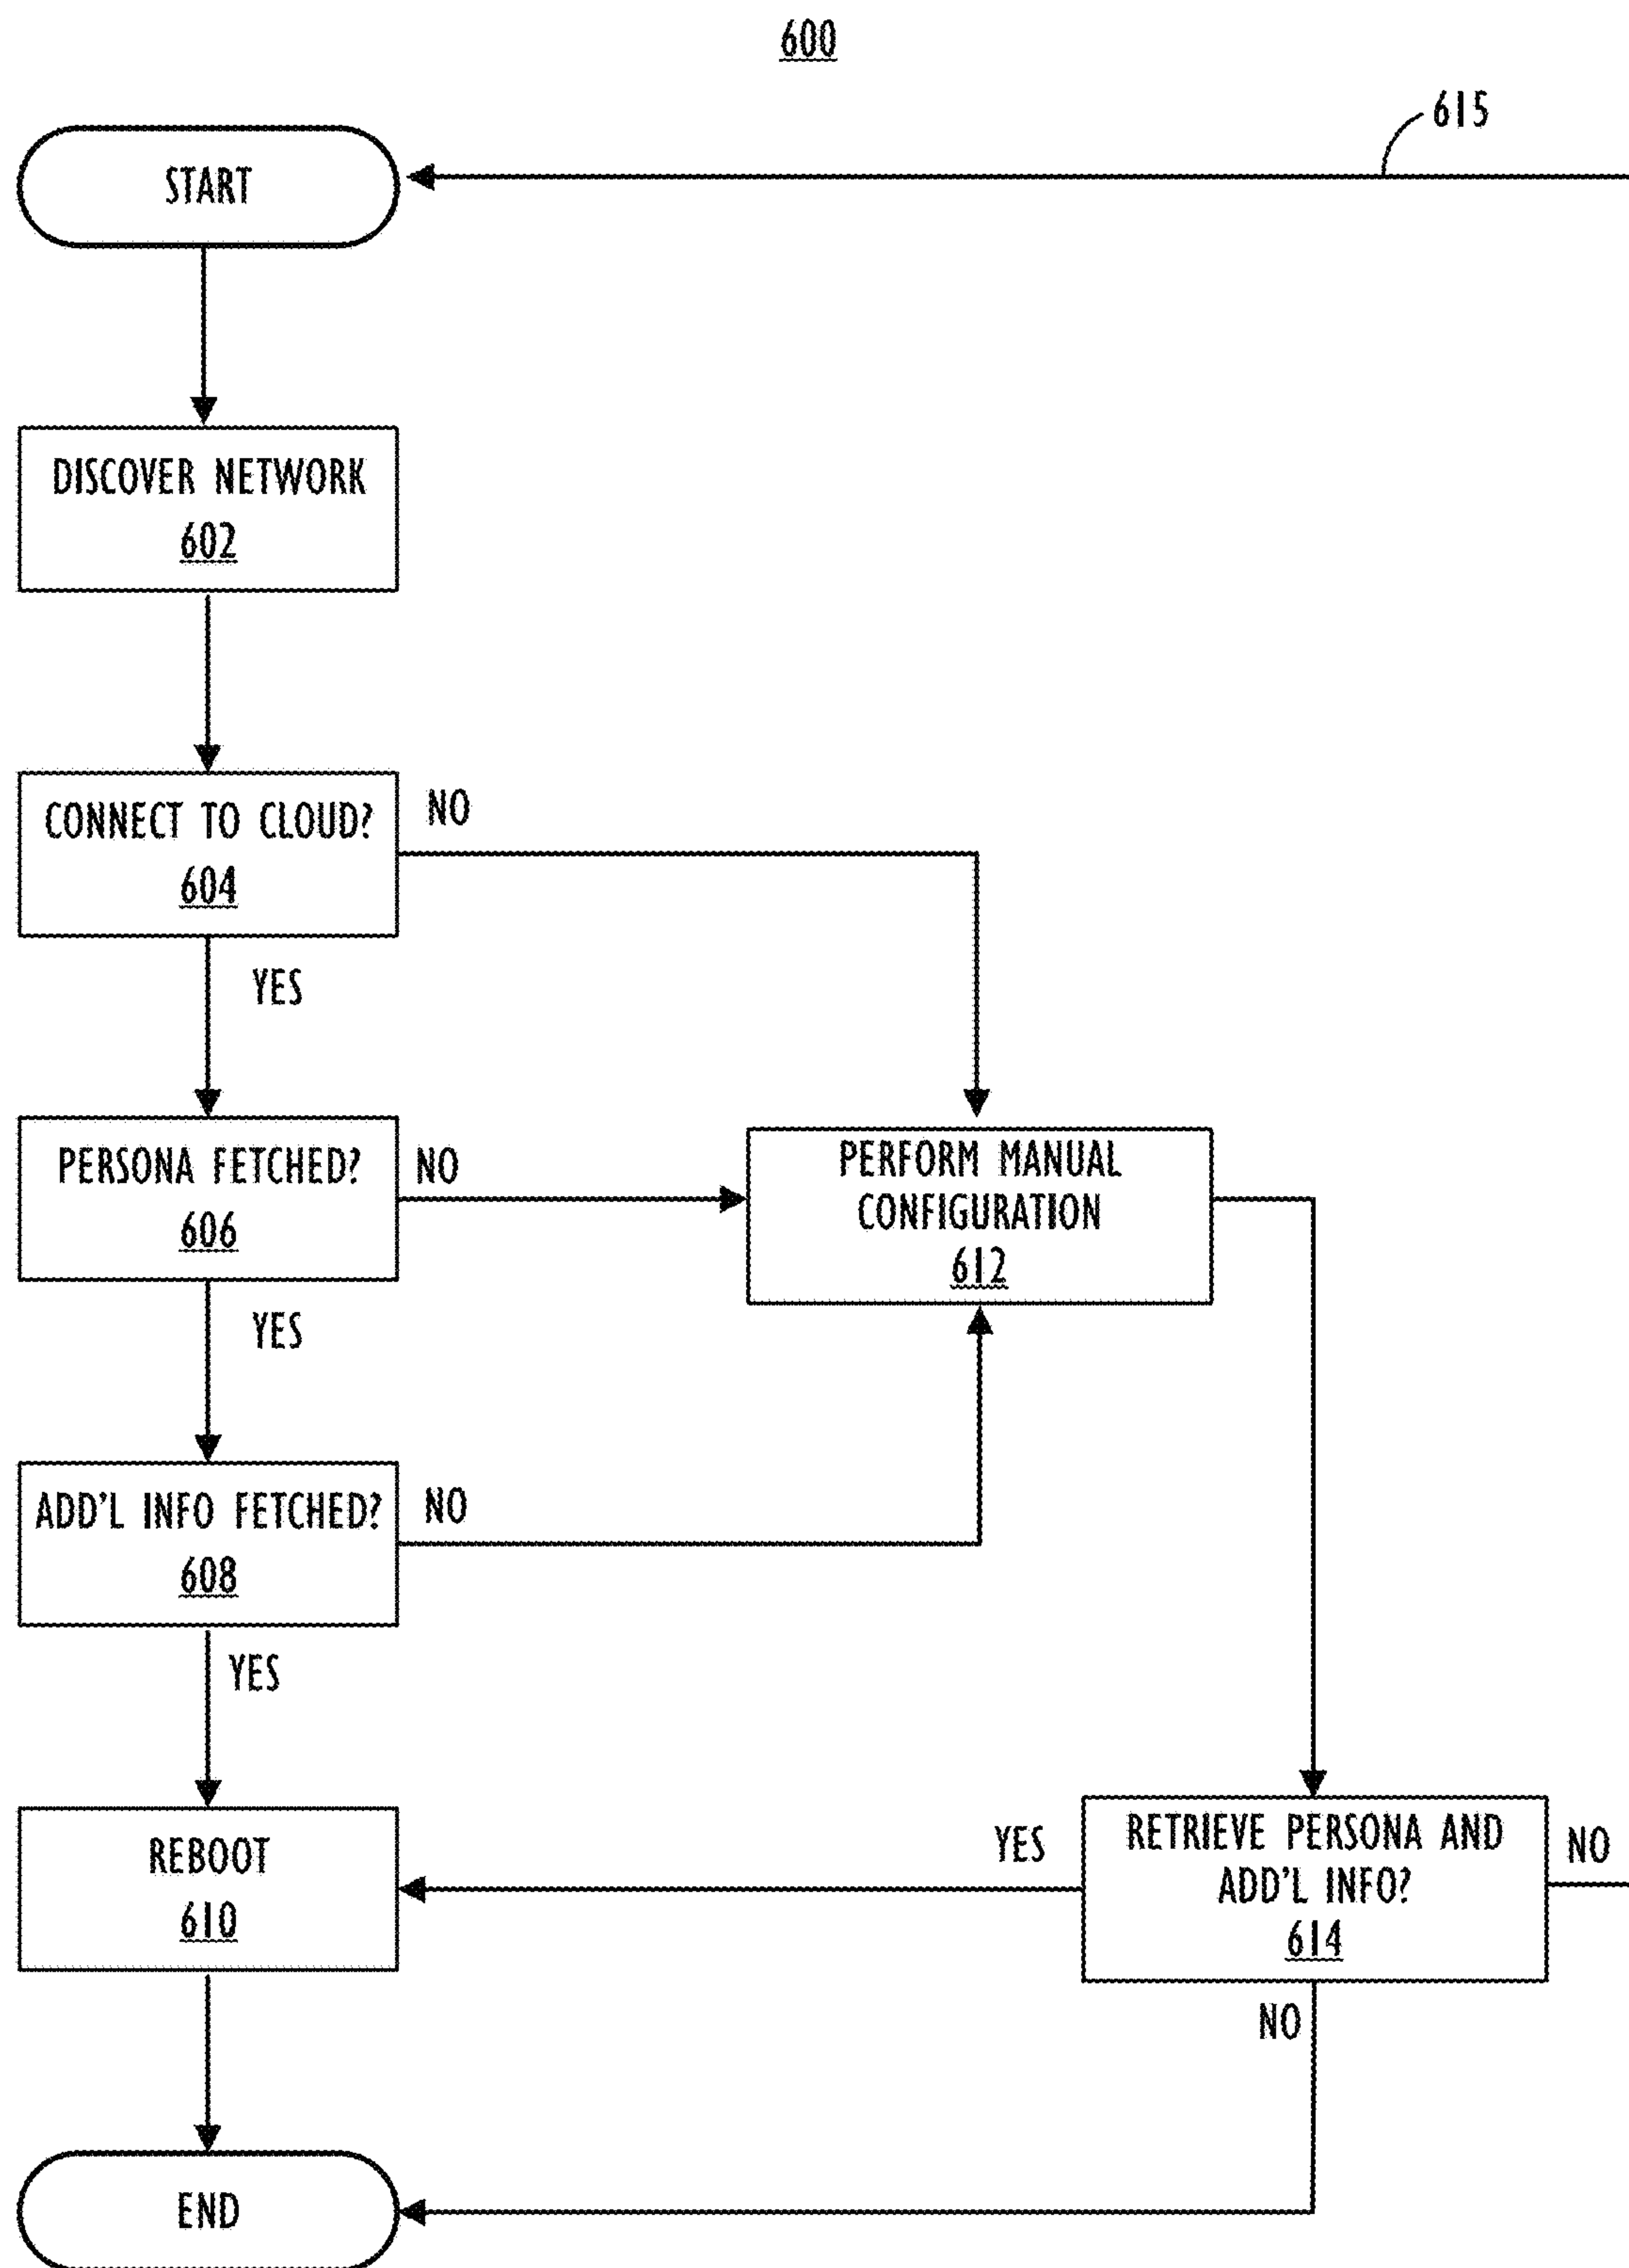 600
615
START
DISCOVER NETWORK
602
CONNECT TO CLOUD?
604
NO
YES
PERSONA FETCHED?
606
NO
PERFORM MANUAL
CONFIGURATION
612
YES
ADD'L INFO FETCHED?
608
NO
YES
REBOOT
610
YES
RETRIEVE PERSONA AND
ADD'L INFO?
614
NO
NO
END